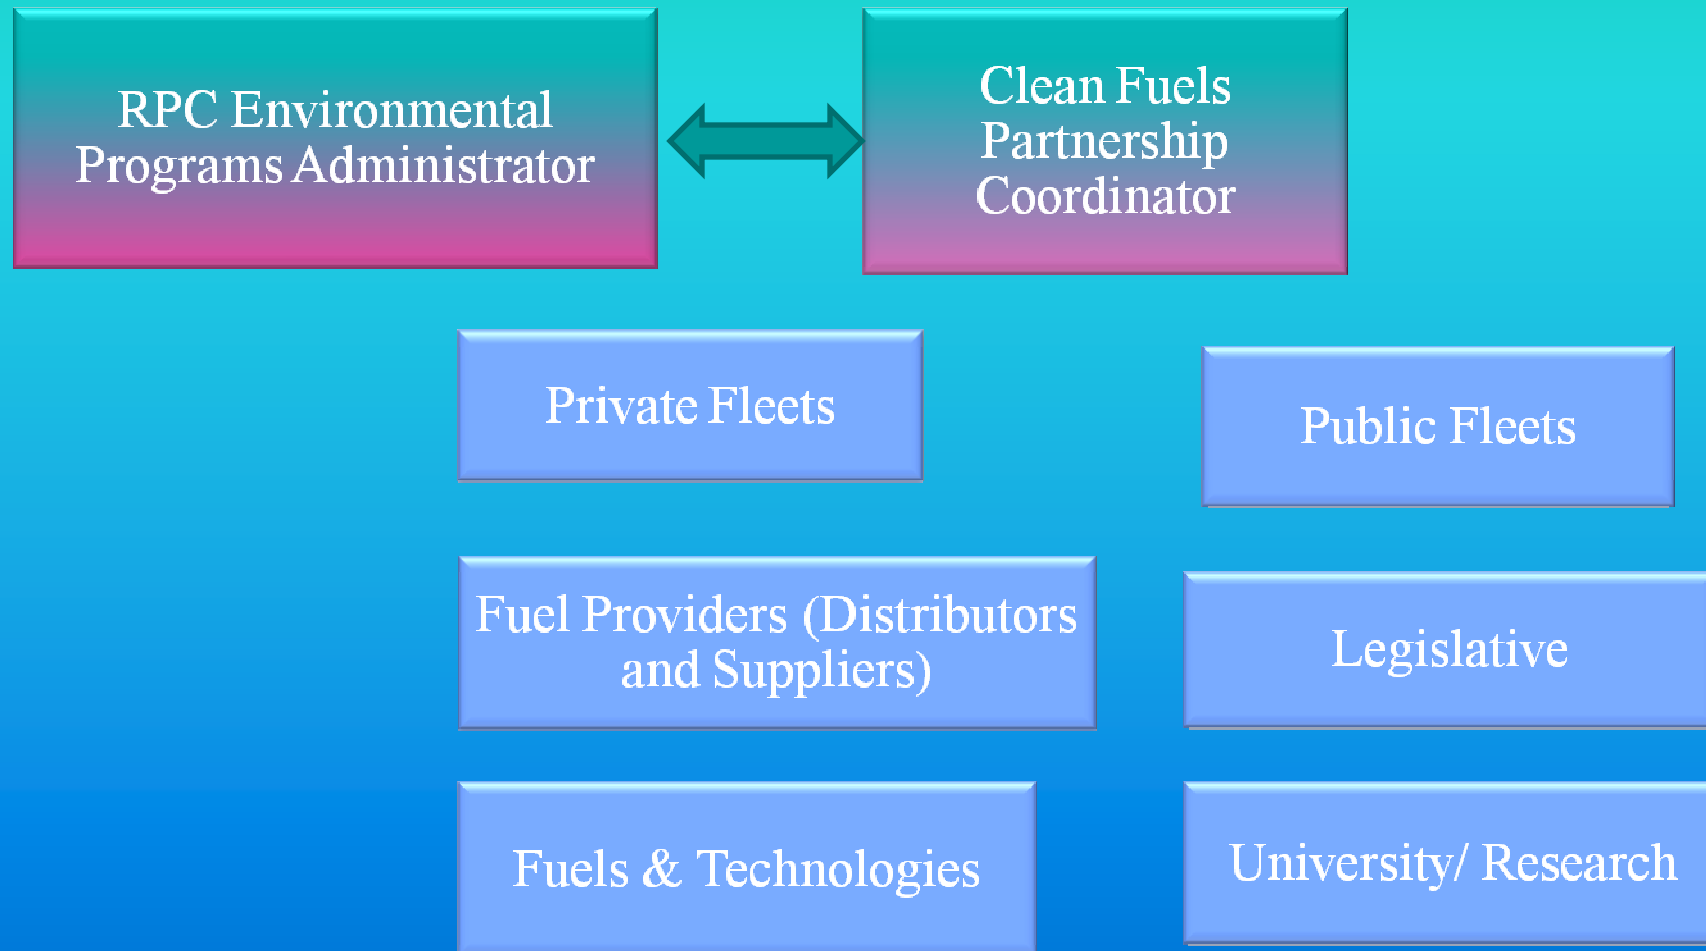 RPC Environmental
Programs Administrator
Clean Fuels
Partnership
Coordinator
Private Fleets
Public Fleets
Fuel Providers (Distributors
and Suppliers)
Legislative
Fuels & Technologies
University/ Research